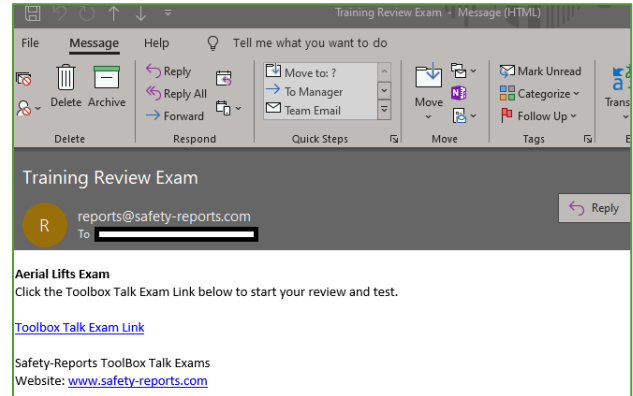 Training Review Exam - Message (HTML)
File Message Help Tell me what you want to do
Delete Archive
Reply
Reply All
Forward
Move to: ?
To Manager
Team Email
Move
Mark Unread
Categorize
Follow Up
Trans
Delete Respond Quick Steps Move Tags E
Training Review Exam
R
reports@safety-reports.com
To
Reply
Aerial Lifts Exam
Click the Toolbox Talk Exam Link below to start your review and test.
Toolbox Talk Exam Link
Safety-Reports ToolBox Talk Exams
Website: www.safety-reports.com